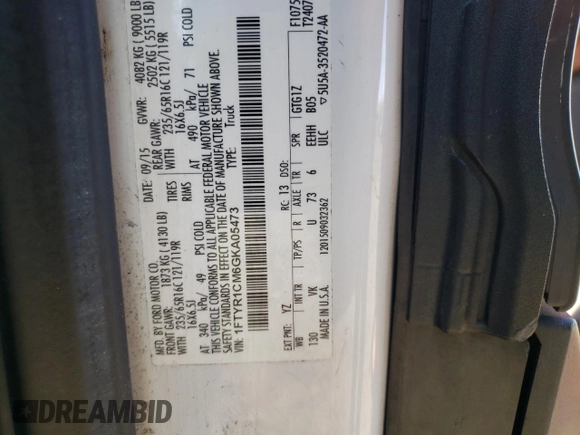 MFD. BY FORD MOTOR CO.
DATE: 09/15 GVWR: 4082 KG ( 9000 LB
FRONT GAWR: 1873 KG ( 4130 LB) REAR GAWR: 2502 KG ( 5515 LB)
WITH 235/65R16C 121/119R TIRES WITH 235/65R16C 121/119R
16X6.5J RIMS 16X6.5J
AT 340 kPa/ 49 PSI COLD AT 490 kPa/ 71 PSI COLD
THIS VEHICLE CONFORMS TO ALL APPLICABLE FEDERAL MOTOR VEHICLE
SAFETY STANDARDS IN EFFECT ON THE DATE OF MANUFACTURE SHOWN ABOVE.
VIN: 1FTYR1CM6GKA05473 TYPE: Truck
EXT PNT: YZ RC: 13 DSO: F1075
WB INT TR TP/PS R AXLE TR SPR T2407
130 VK U 73 6 EEHH GTG1Z B05
MADE IN U.S.A. 1201509032362 ULC ▽5U5A-3520472-AA
DREAMBID